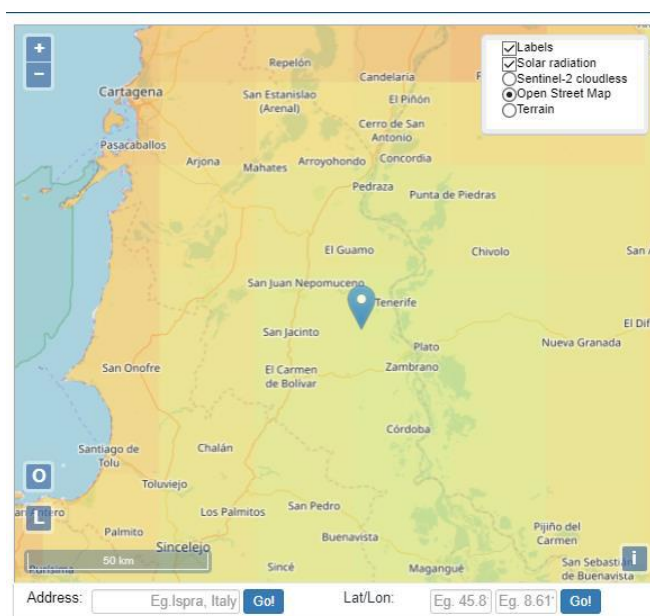 +
−
Labels
Solar radiation
Sentinel-2 cloudless
Open Street Map
Terrain
Repelón
Candelaria
Cartagena
San Estanislao
(Arenal)
El Piñón
Cerro de San
Antonio
Pasacaballos
Arjona
Mahates
Arroyohondo
Concordia
Pedraza
Punta de Piedras
El Guamo
Chivolo
San Juan Nepomuceno
Tenerife
San Jacinto
El Dif
Plato
Nueva Granada
San Onofre
El Carmen
de Bolívar
Zambrano
Córdoba
Santiago de
Tolu
Chalán
O
Toluviejo
Los Palmitos
San Pedro
L
Palmito
Buenavista
Pijiño del
Carmen
Sincelejo
50 km
Purísima
Sincé
Magangué
San Sebastiá
de Buenavista
i
Address: Eg.Ispra, Italy Go! Lat/Lon: Eg. 45.8 Eg. 8.611 Go!